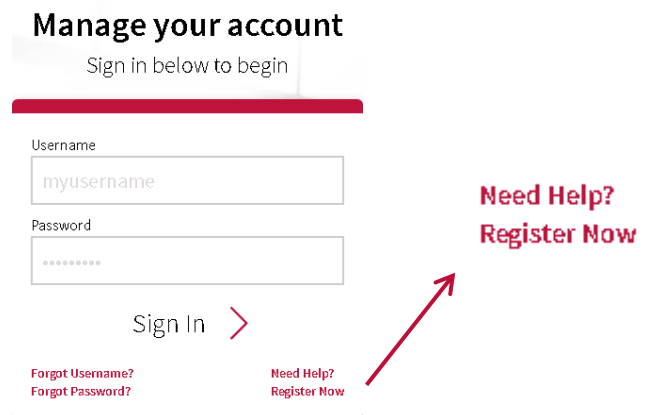 Manage your account
Sign in below to begin
Username
myusername
Password
Sign In
Forgot Username?
Forgot Password?
Need Help?
Register Now
Need Help?
Register Now